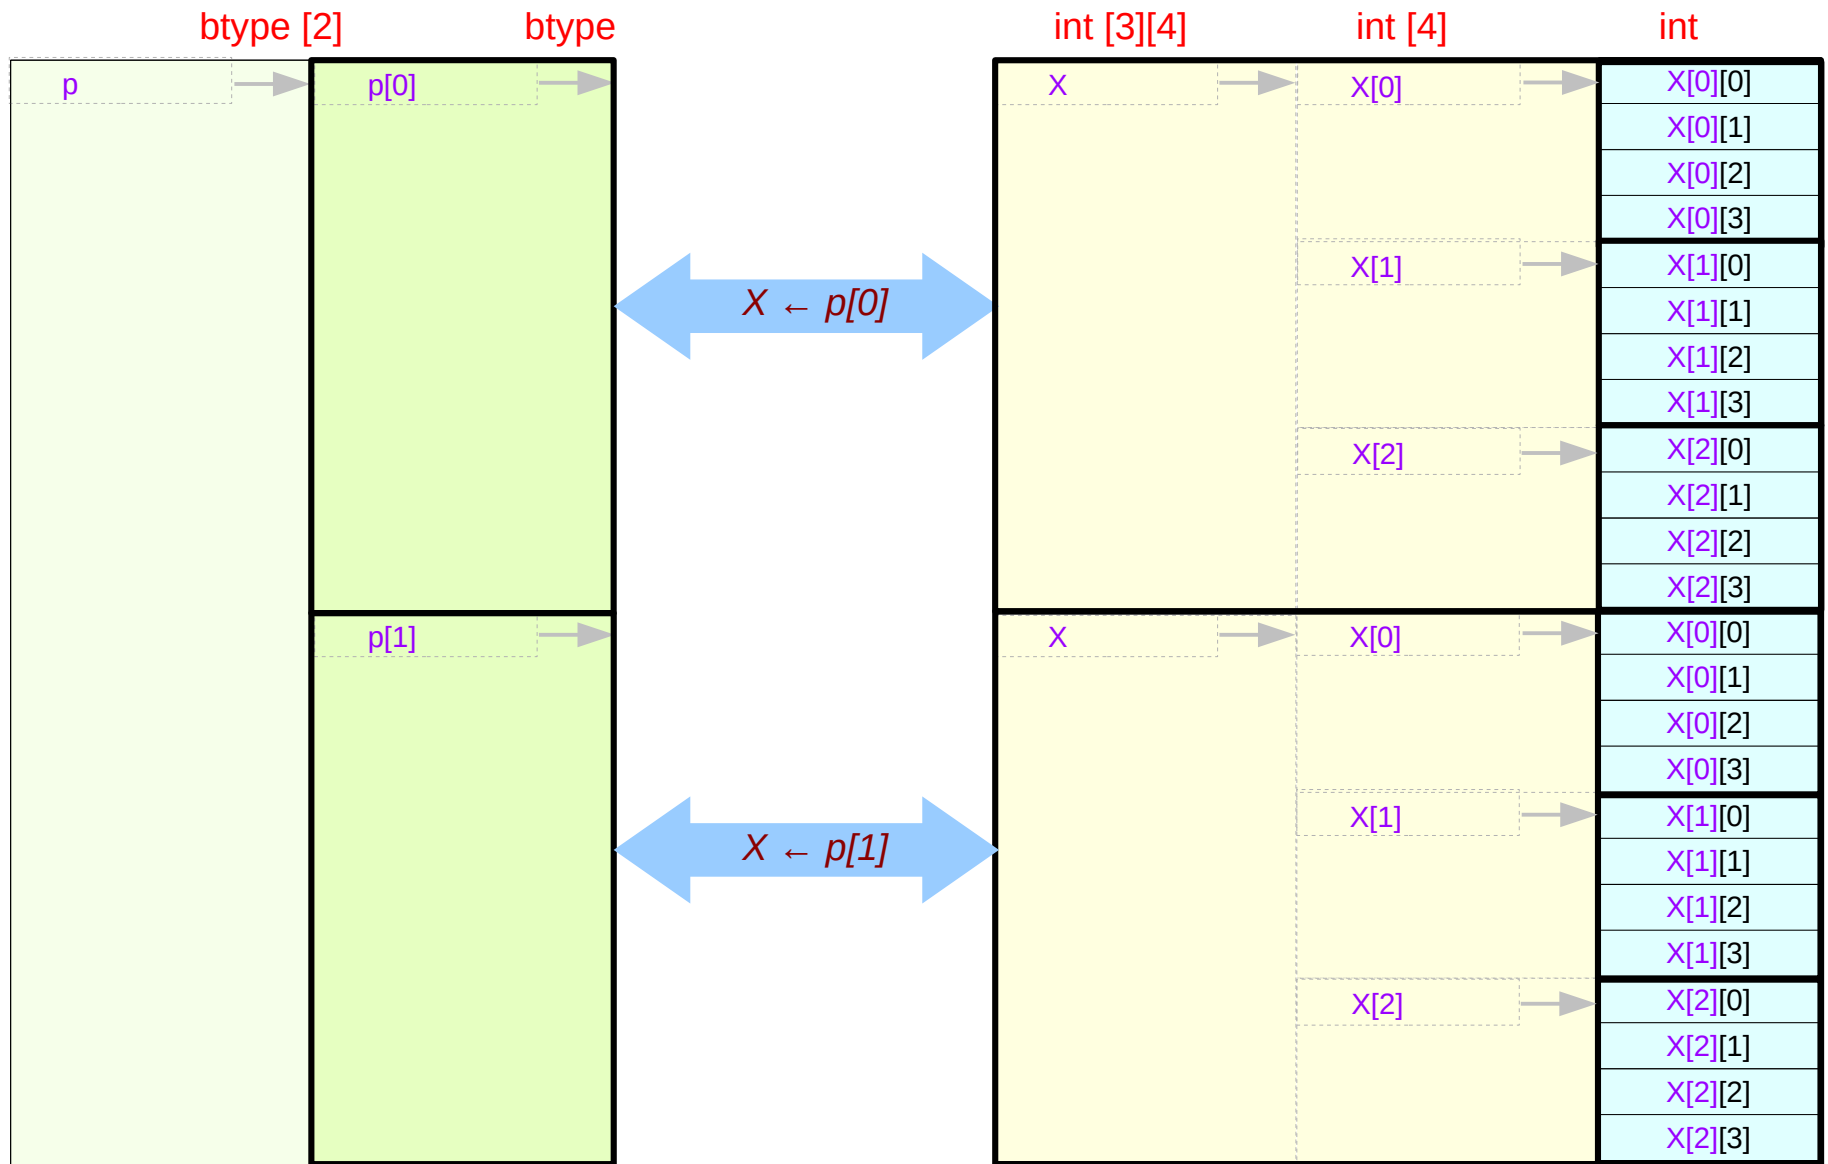 btype [2] btype int [3][4] int [4] int
p p[0] X X[0] X[0][0]
X[0][1]
X[0][2]
X[0][3]
X[1] X[1][0]
X ← p[0] X[1][1]
X[1][2]
X[1][3]
X[2] X[2][0]
X[2][1]
X[2][2]
X[2][3]
p[1] X X[0] X[0][0]
X[0][1]
X[0][2]
X[0][3]
X[1] X[1][0]
X ← p[1] X[1][1]
X[1][2]
X[1][3]
X[2] X[2][0]
X[2][1]
X[2][2]
X[2][3]